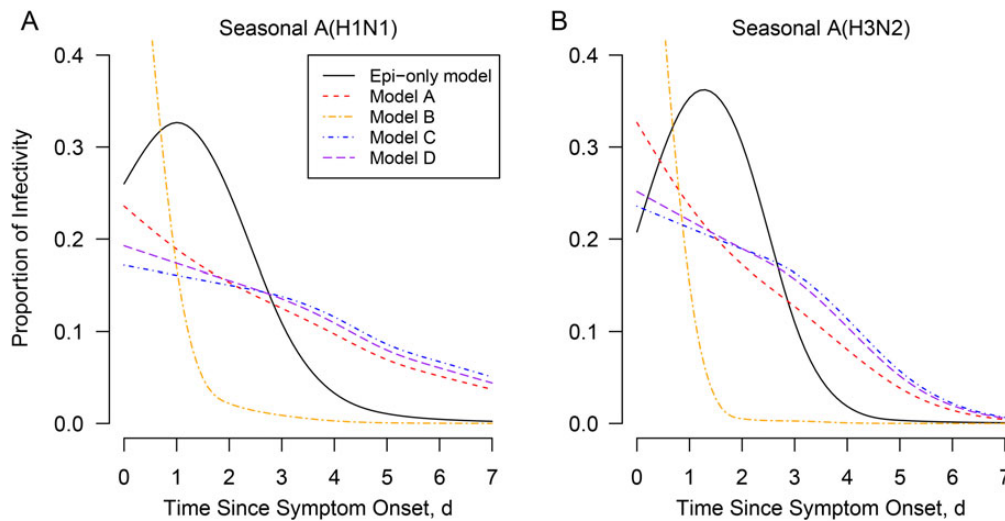 A
Seasonal A(H1N1)
Proportion of Infectivity
0.4
0.3
0.2
0.1
0.0
Epi-only model
Model A
Model B
Model C
Model D
0 1 2 3 4 5 6 7
Time Since Symptom Onset, d
B
Seasonal A(H3N2)
0.4
0.3
0.2
0.1
0.0
0 1 2 3 4 5 6 7
Time Since Symptom Onset, d